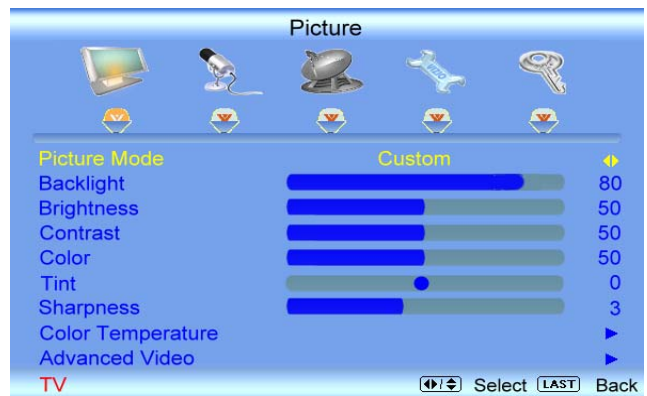 Picture
VIZIO
Picture Mode Custom
Backlight 80
Brightness 50
Contrast 50
Color 50
Tint 0
Sharpness 3
Color Temperature
Advanced Video
TV Select LAST Back